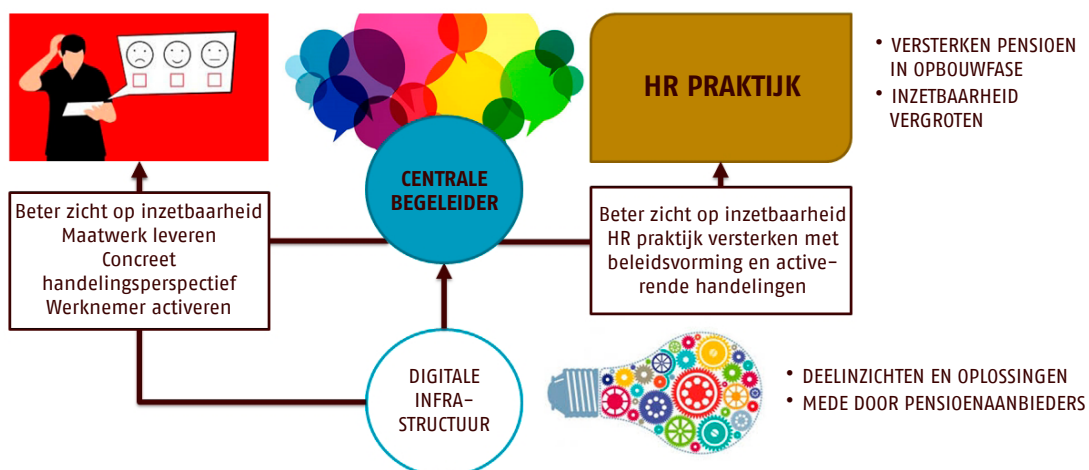 HR PRAKTIJK
• VERSTERKEN PENSIOEN
IN OPBOUWFASE
• INZETBAARHEID
VERGROTEN
CENTRALE
BEGELEIDER
Beter zicht op inzetbaarheid
Maatwerk leveren
Concreet
handelingsperspectief
Werknemer activeren
Beter zicht op inzetbaarheid
HR praktijk versterken met
beleidsvorming en active-
rende handelingen
DIGITALE
INFRA-
STRUCTUUR
• DEELINZICHTEN EN OPLOSSINGEN
• MEDE DOOR PENSIOENAANBIEDERS